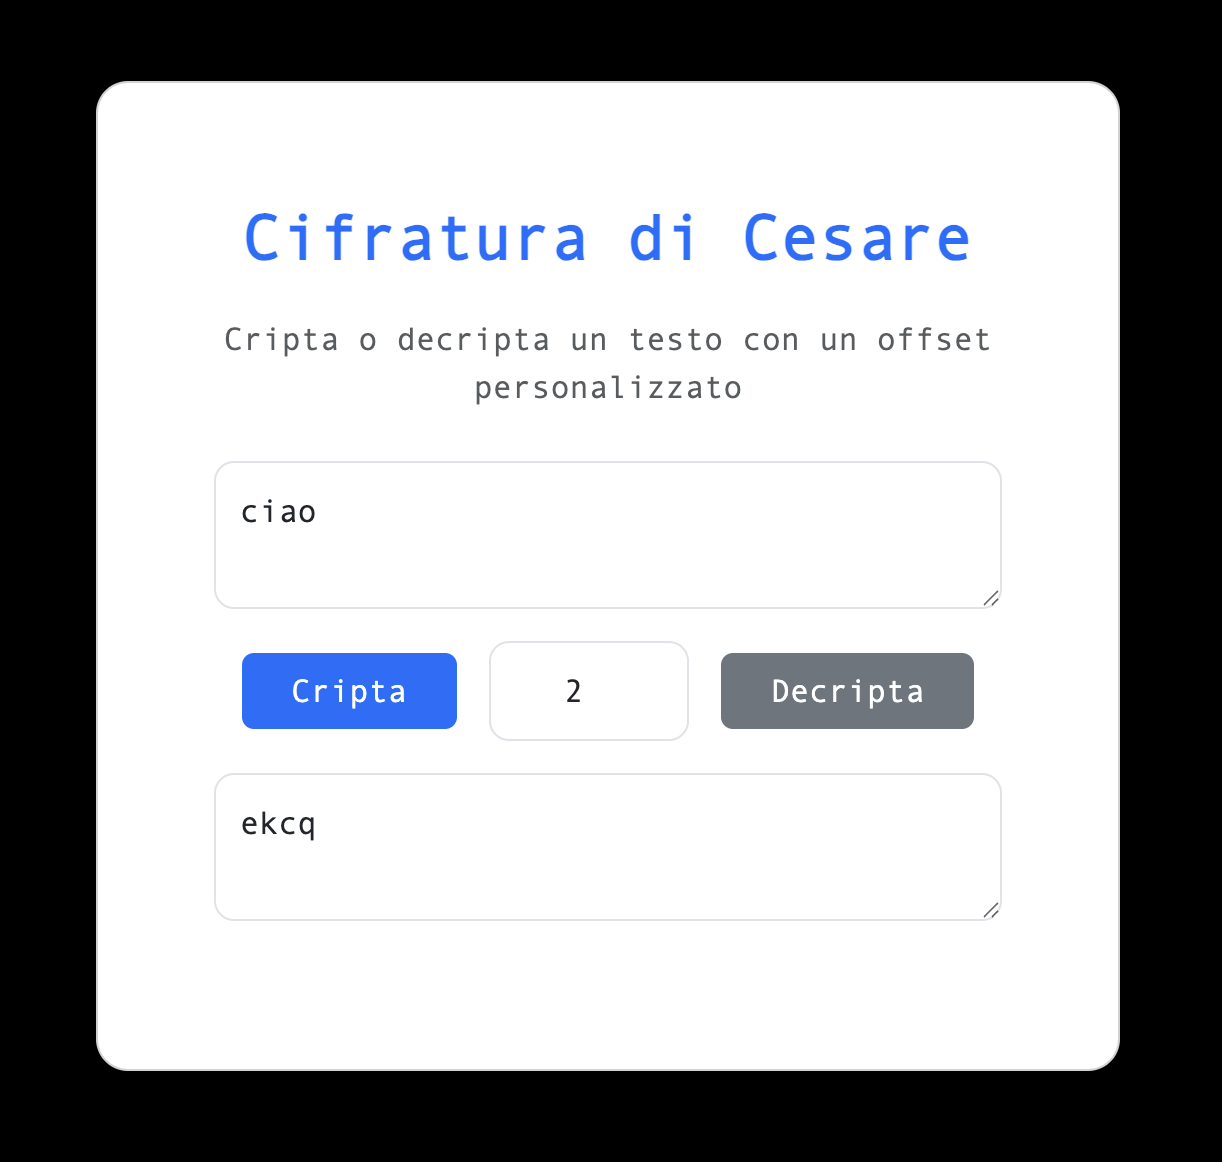 Cifratura di Cesare
Cripta o decripta un testo con un offset
personalizzato
ciao
Cripta 2 Decripta
ekcq